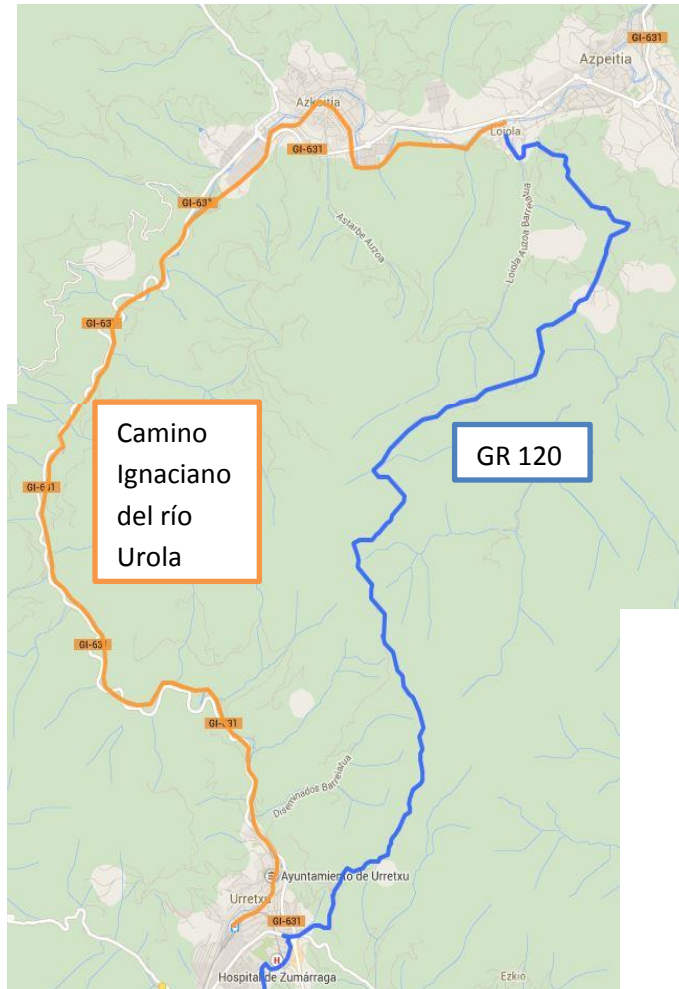 GI-631
Azpeitia
Azkoitia
GI-631
Loiola
GI-631
Astarbe Auzoa
Loiola Auzoa Barreiatua
GI-631
Camino
Ignaciano
del río
Urola
GR 120
GI-631
GI-631
GI-631
Diseminados Barreiatua
Ayuntamiento de Urretxu
Urretxu
GI-631
H
Hospital de Zumárraga
Ezkio